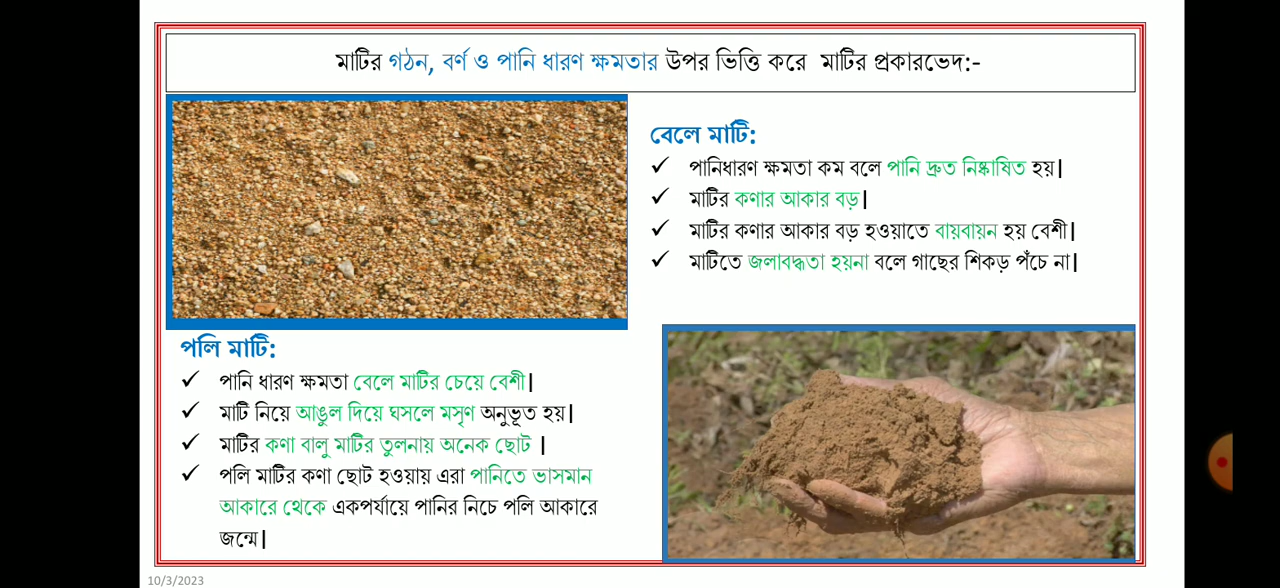 মাটির গঠন, বর্ণ ও পানি ধারণ ক্ষমতার উপর ভিত্তি করে মাটির প্রকারভেদ:-
বেলে মাটি:
✓ পানিধারণ ক্ষমতা কম বলে পানি দ্রুত নিষ্কাষিত হয়|
✓ মাটির কণার আকার বড়|
✓ মাটির কণার আকার বড় হওয়াতে বায়বায়ন হয় বেশী|
✓ মাটিতে জলাবদ্ধতা হয়না বলে গাছের শিকড় পঁচে না|
পলি মাটি:
✓ পানি ধারণ ক্ষমতা বেলে মাটির চেয়ে বেশী|
✓ মাটি নিয়ে আঙুল দিয়ে ঘসলে মসৃণ অনুভূত হয়|
✓ মাটির কণা বালু মাটির তুলনায় অনেক ছোট |
✓ পলি মাটির কণা ছোট হওয়ায় এরা পানিতে ভাসমান
আকারে থেকে একপর্যায়ে পানির নিচে পলি আকারে
জন্মে|
10/3/2023